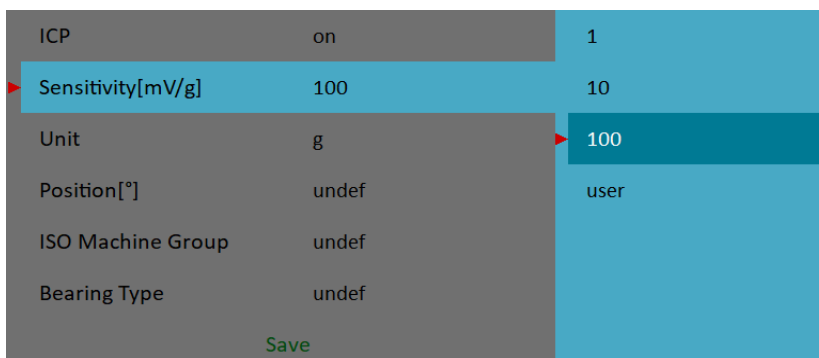 ICP on 1
Sensitivity[mV/g] 100 10
Unit g 100
Position[°] undef user
ISO Machine Group undef
Bearing Type undef
Save